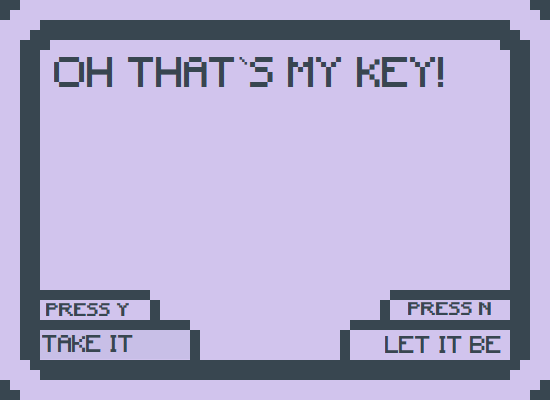 OH THAT`S MY KEY!
PRESS Y
PRESS N
TAKE IT
LET IT BE